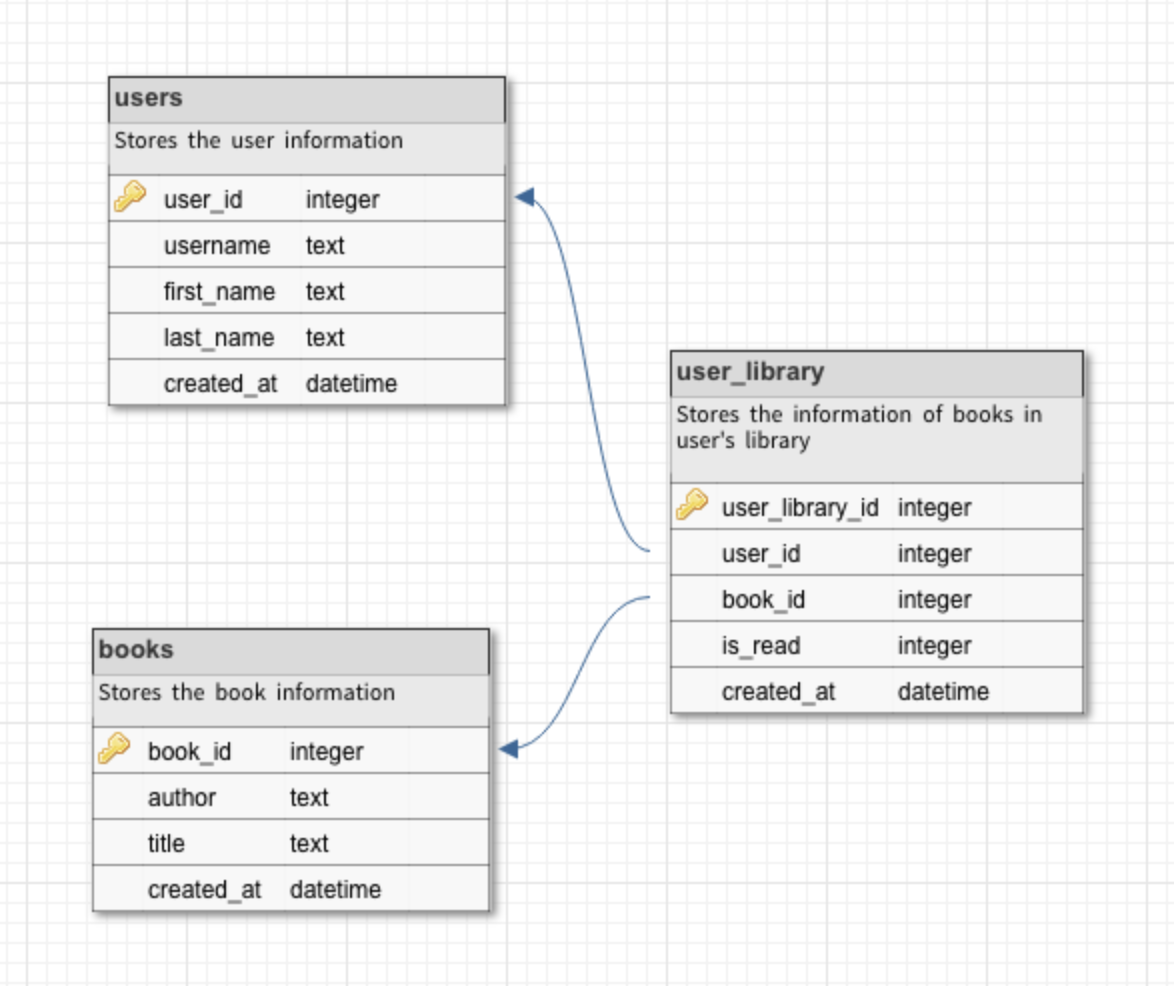 users
Stores the user information
user_id integer
username text
first_name text
last_name text
created_at datetime
user_library
Stores the information of books in
user's library
user_library_id integer
user_id integer
book_id integer
is_read integer
created_at datetime
books
Stores the book information
book_id integer
author text
title text
created_at datetime